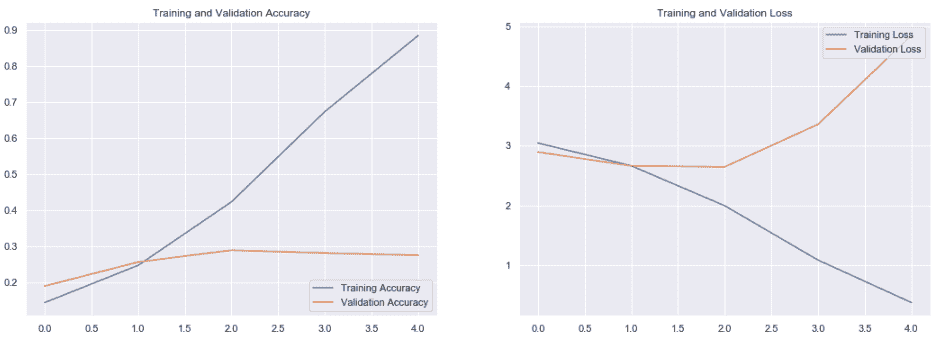 Training and Validation Accuracy
0.9
0.8
0.7
0.6
0.5
0.4
0.3
0.2
Training Accuracy
Validation Accuracy
0.0 0.5 1.0 1.5 2.0 2.5 3.0 3.5 4.0
Training and Validation Loss
5
4
3
2
1
Training Loss
Validation Loss
0.0 0.5 1.0 1.5 2.0 2.5 3.0 3.5 4.0